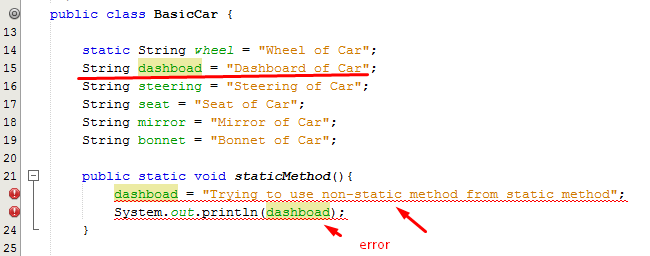 public class BasicCar {
13
14 static String wheel = "Wheel of Car";
15 String dashboad = "Dashboard of Car";
16 String steering = "Steering of Car";
17 String seat = "Seat of Car";
18 String mirror = "Mirror of Car";
19 String bonnet = "Bonnet of Car";
20
21 public static void staticMethod(){
dashboad = "Trying to use non-static method from static method";
System.out.println(dashboad);
24 }
error
25